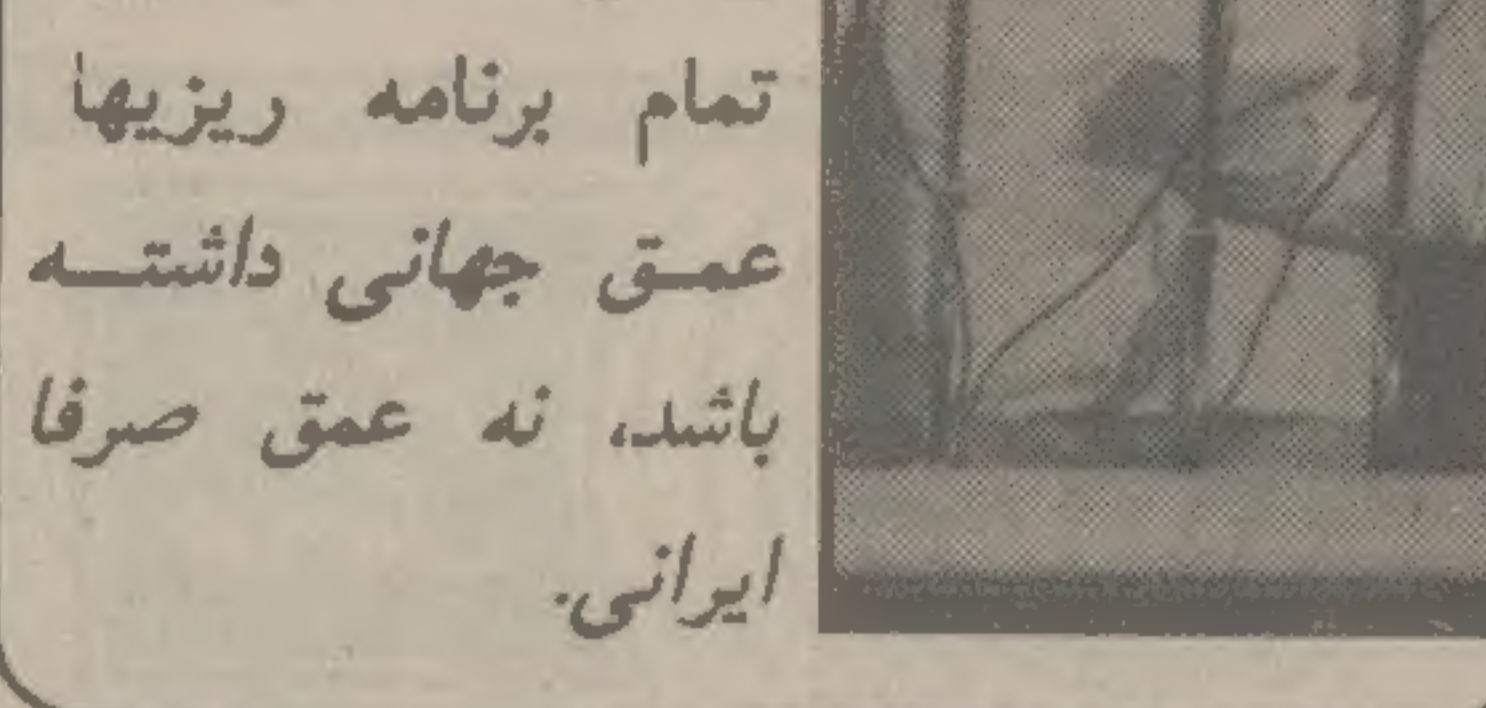 تمام برنامه ریزیها
عمق جهانی داشته
باشد، نه عمق صرفا
ایرانی.